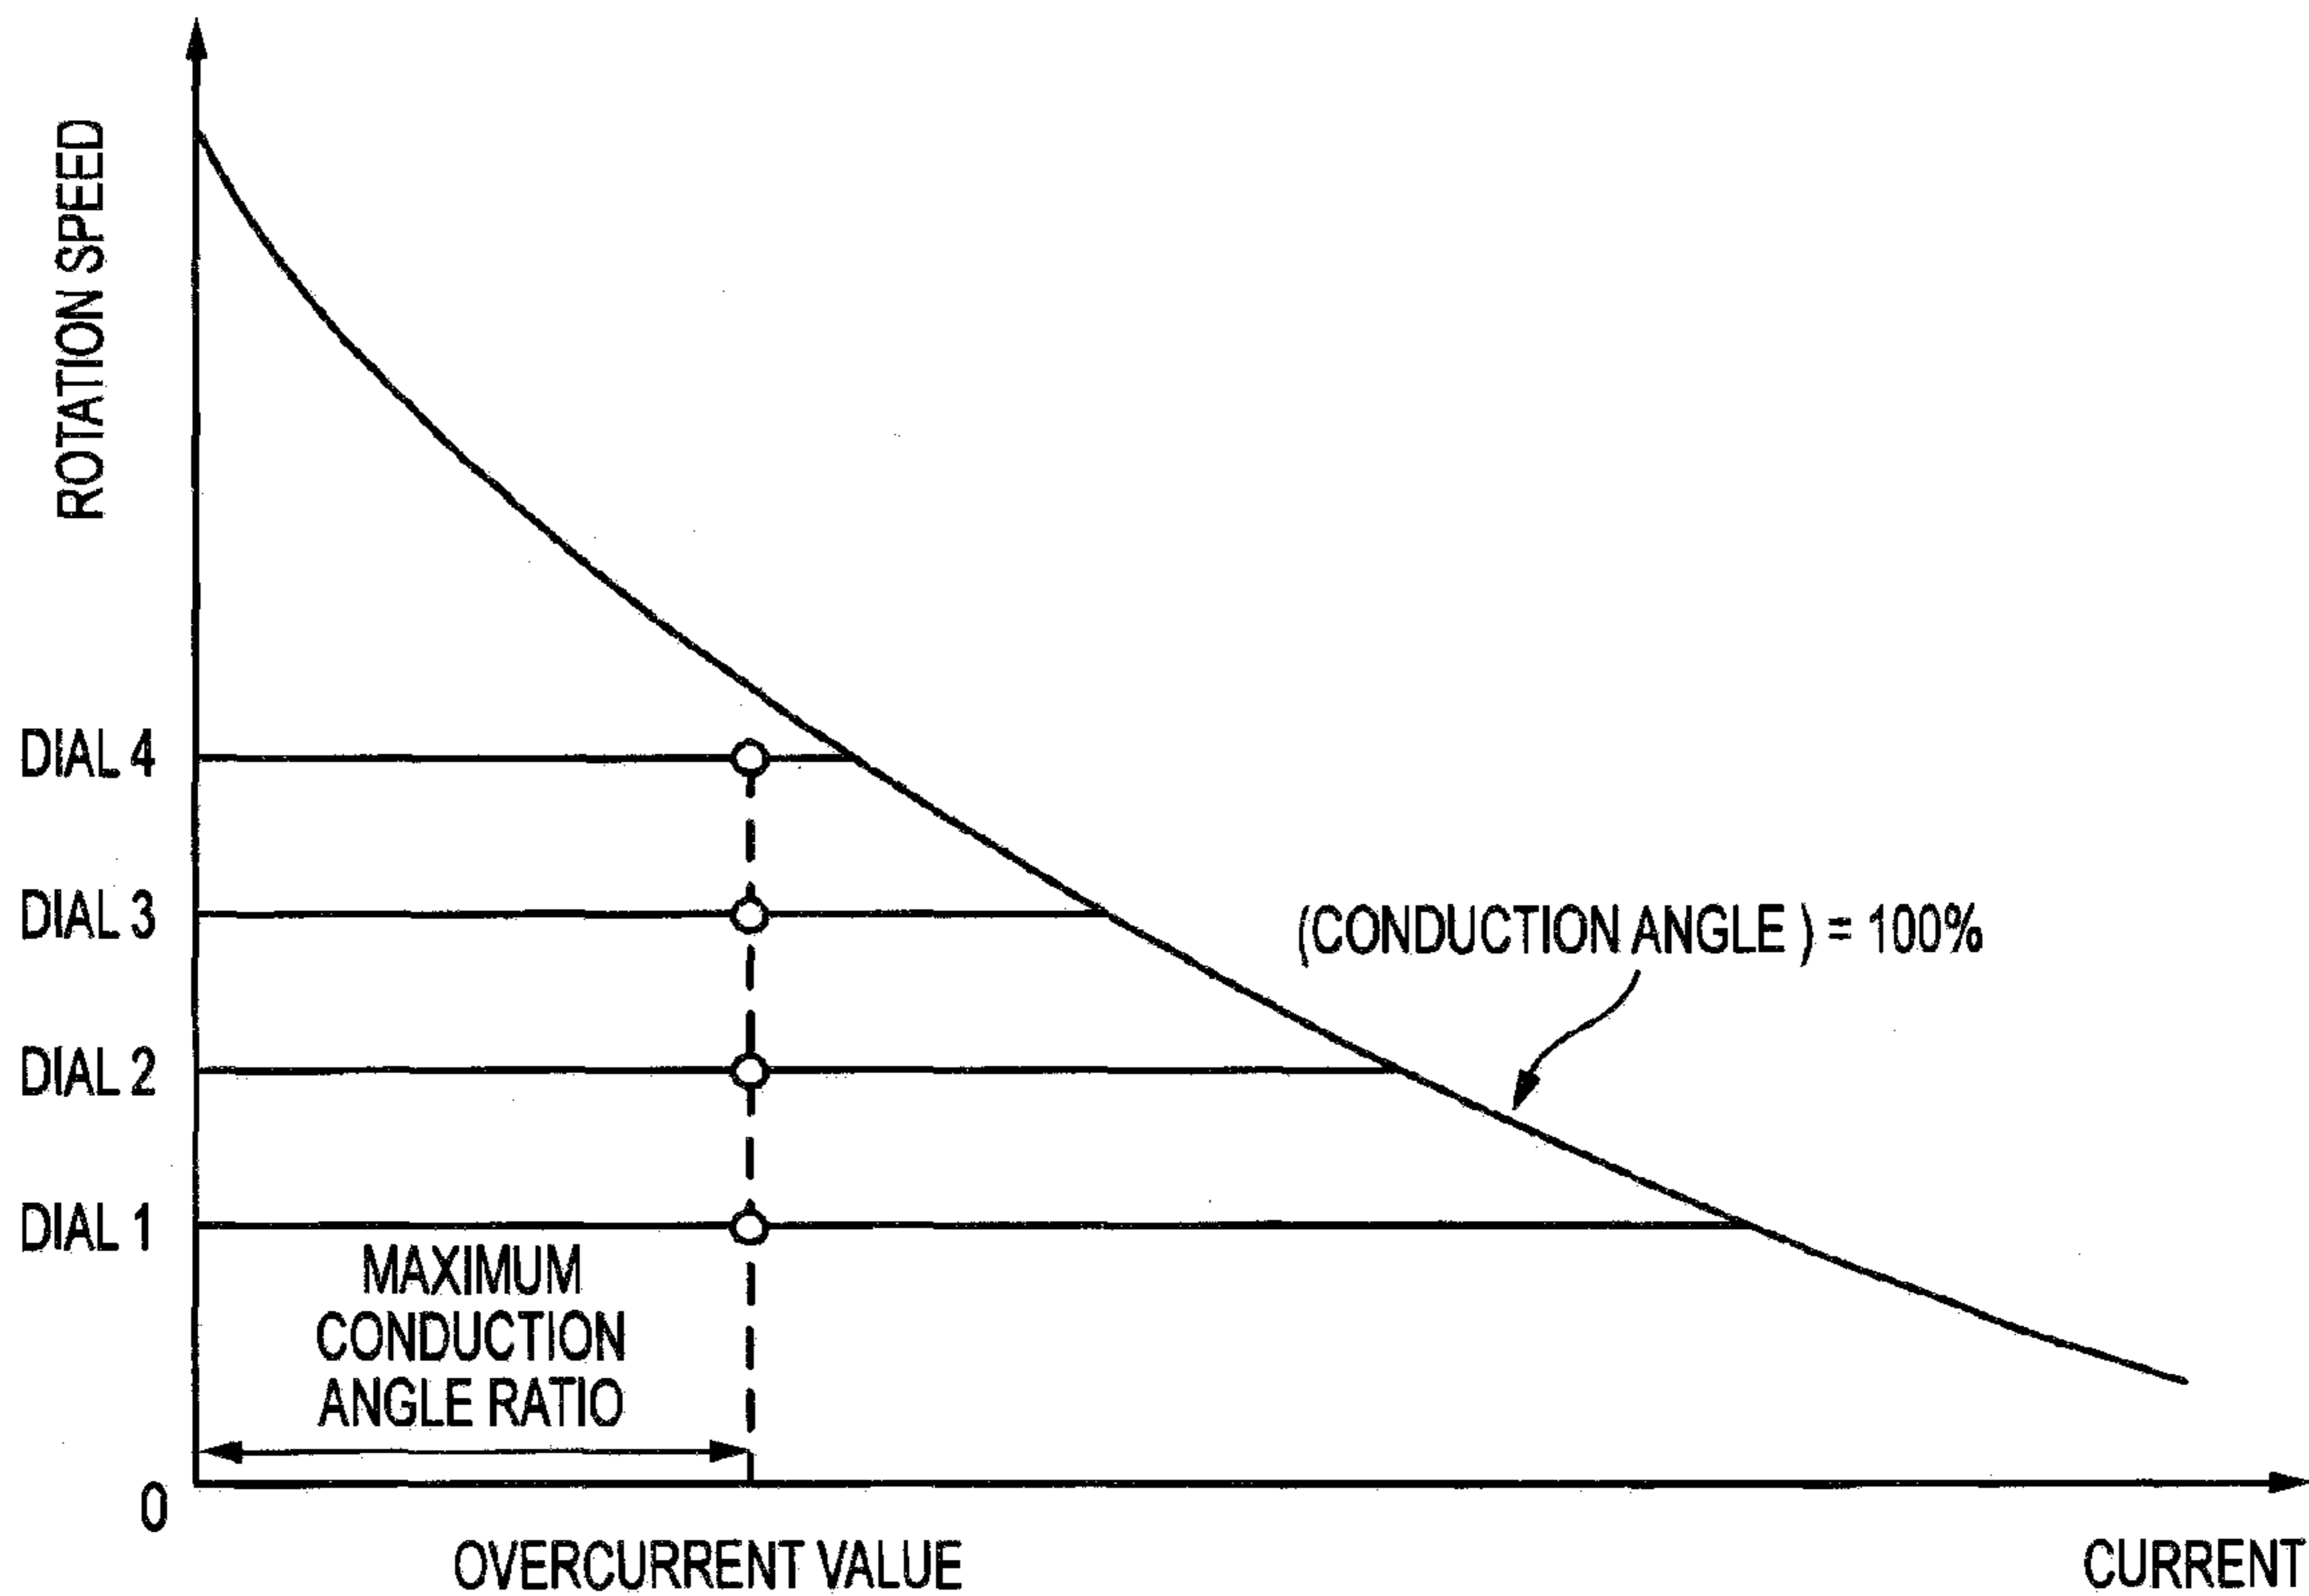 ROTATION SPEED
DIAL 4
DIAL 3
(CONDUCTION ANGLE ) = 100%
DIAL 2
DIAL 1
MAXIMUM
CONDUCTION
ANGLE RATIO
0
OVERCURRENT VALUE
CURRENT